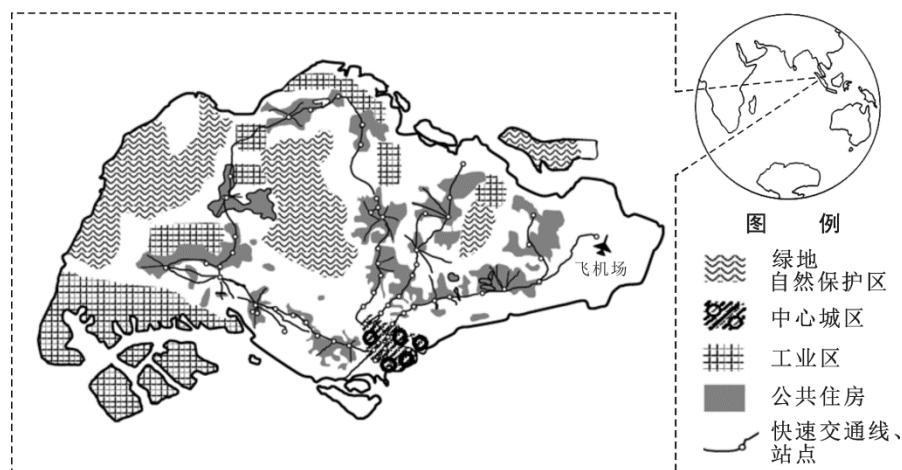 飞机场
图 例
绿地
自然保护区
中心城区
工业区
公共住房
快速交通线、
站点